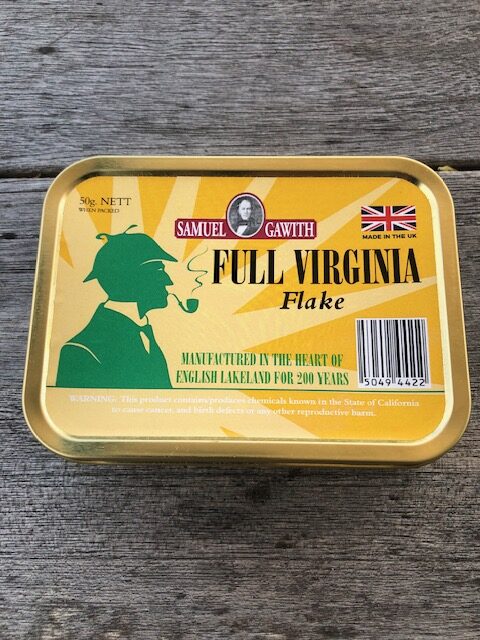 50g. NETT
WHEN PACKED
SAMUEL GAWITH
MADE IN THE UK
FULL VIRGINIA
Flake
MANUFACTURED IN THE HEART OF
ENGLISH LAKELAND FOR 200 YEARS
5049 4422
WARNING: This product contains/produces chemicals known in the State of California
to cause cancer, and birth defects or any other reproductive harm.